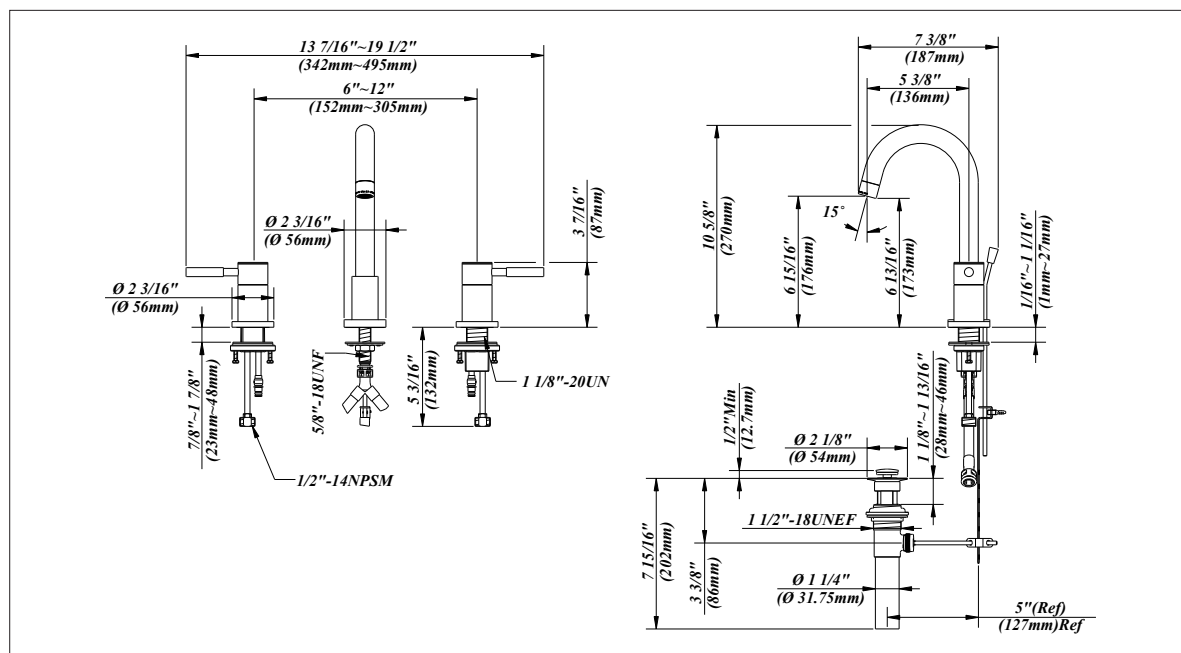 13 7/16"~19 1/2"
(342mm~495mm)
6"~12"
(152mm~305mm)
Ø 2 3/16"
(Ø 56mm)
3 7/16"
(87mm)
Ø 2 3/16"
(Ø 56mm)
7/8"~1 7/8"
(23mm~48mm)
5/8"-18UNF
5 3/16"
(132mm)
1 1/8"-20UN
1/2"-14NPSM
7 3/8"
(187mm)
5 3/8"
(136mm)
10 5/8"
(270mm)
15°
6 15/16"
(176mm)
6 13/16"
(173mm)
1/16"~1 1/16"
(1mm~27mm)
1/2"Min
(12.7mm)
Ø 2 1/8"
(Ø 54mm)
1 1/8"~1 13/16"
(28mm~46mm)
1 1/2"-18UNEF
7 15/16"
(202mm)
3 3/8"
(86mm)
Ø 1 1/4"
(Ø 31.75mm)
5"(Ref)
(127mm)Ref